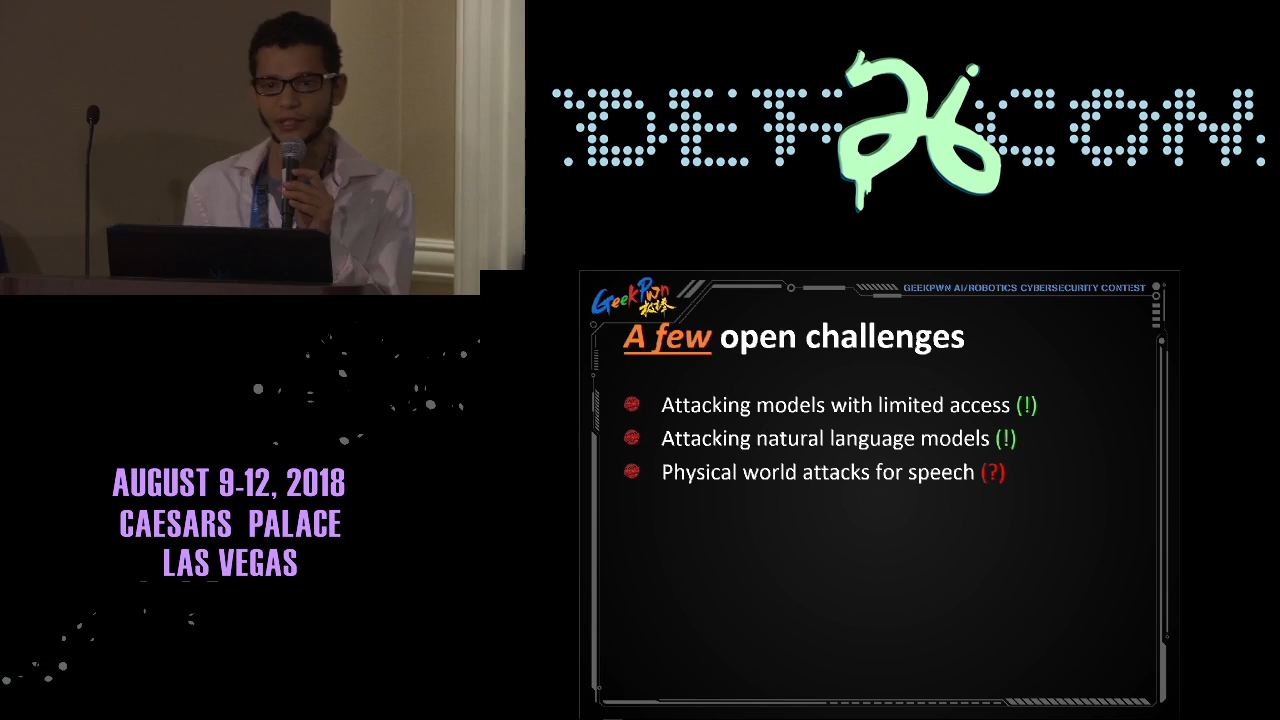 DEF CON 26
GEEKPWN AI/ROBOTICS CYBERSECURITY CONTEST
GeekPwn
A few open challenges
Attacking models with limited access (!)
Attacking natural language models (!)
Physical world attacks for speech (?)
AUGUST 9-12, 2018
CAESARS PALACE
LAS VEGAS